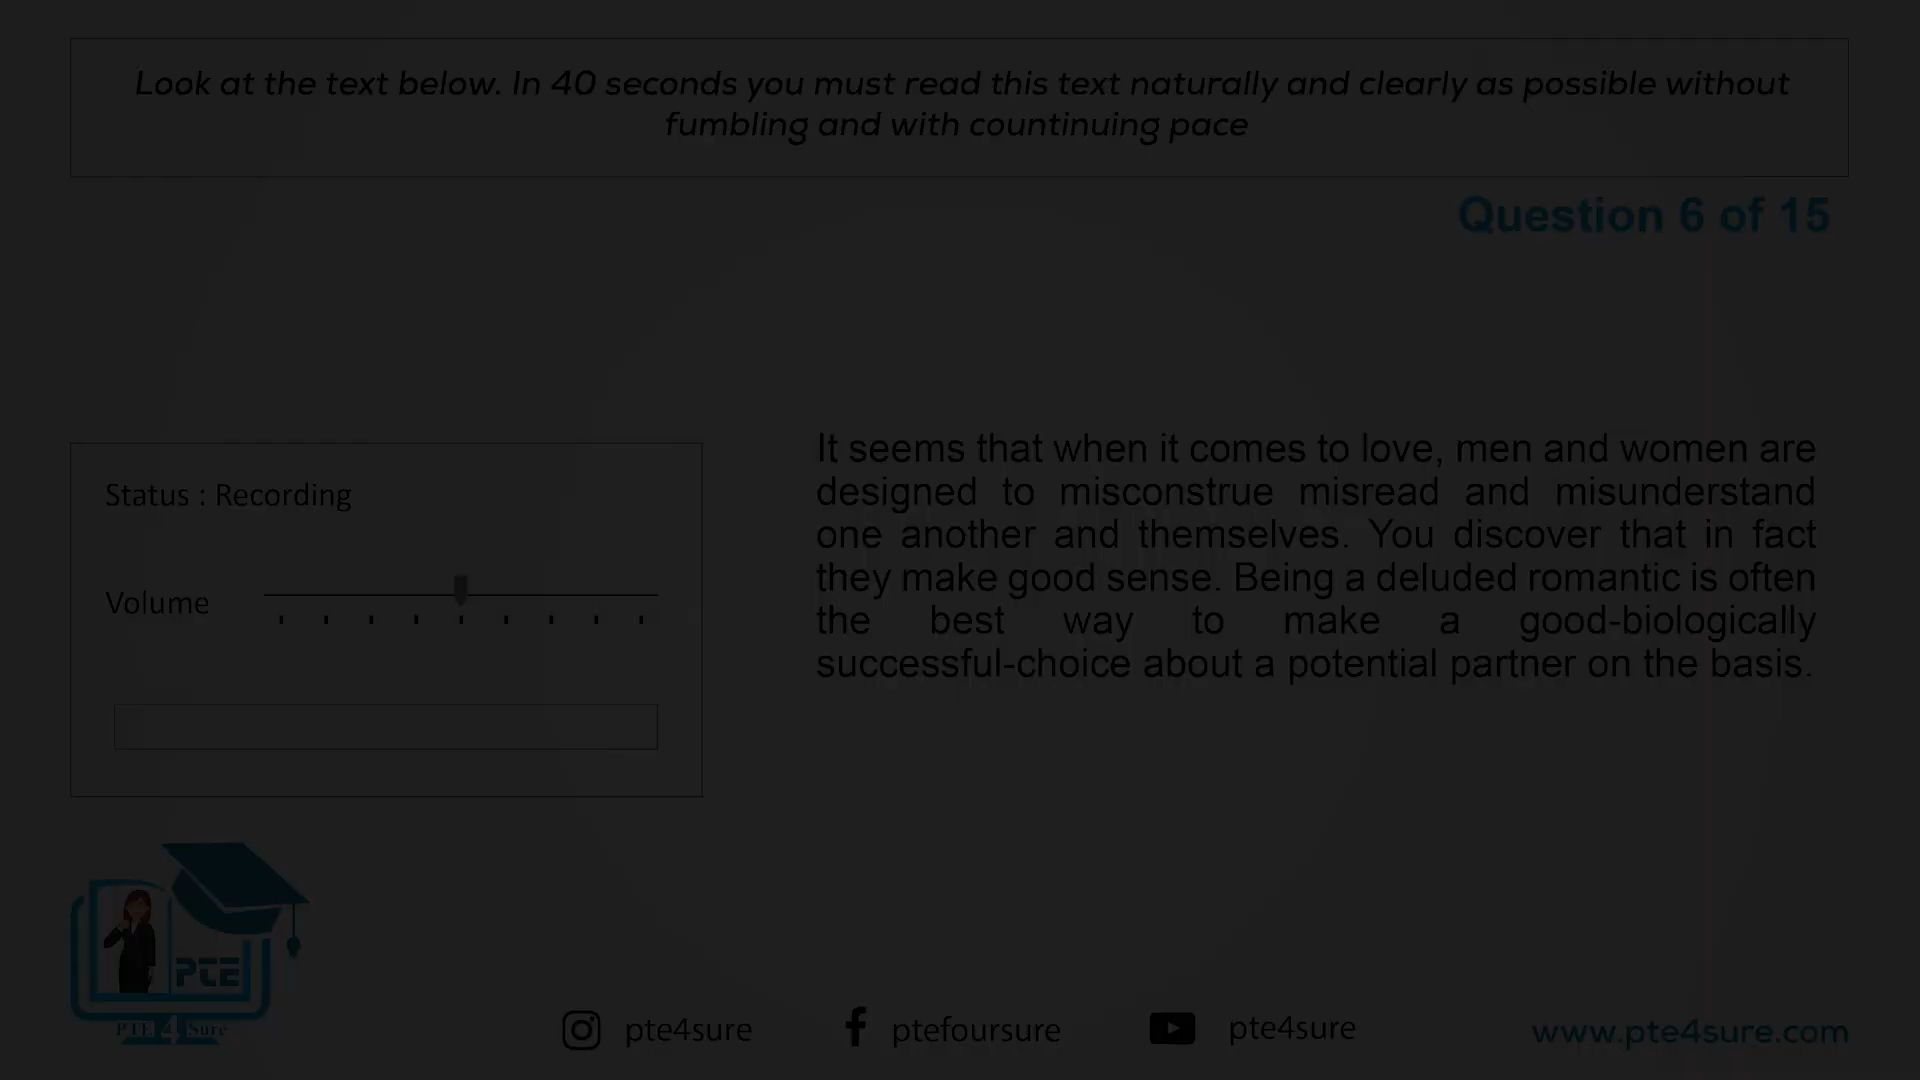 Look at the text below. In 40 seconds you must read this text naturally and clearly as possible without
fumbling and with countinuing pace
Question 6 of 15
Status : Recording
Volume
It seems that when it comes to love, men and women are
designed to misconstrue misread and misunderstand
one another and themselves. You discover that in fact
they make good sense. Being a deluded romantic is often
the best way to make a good-biologically
successful-choice about a potential partner on the basis.
PTE
PTE 4 Sure
pte4sure
ptefoursure
pte4sure
www.pte4sure.com